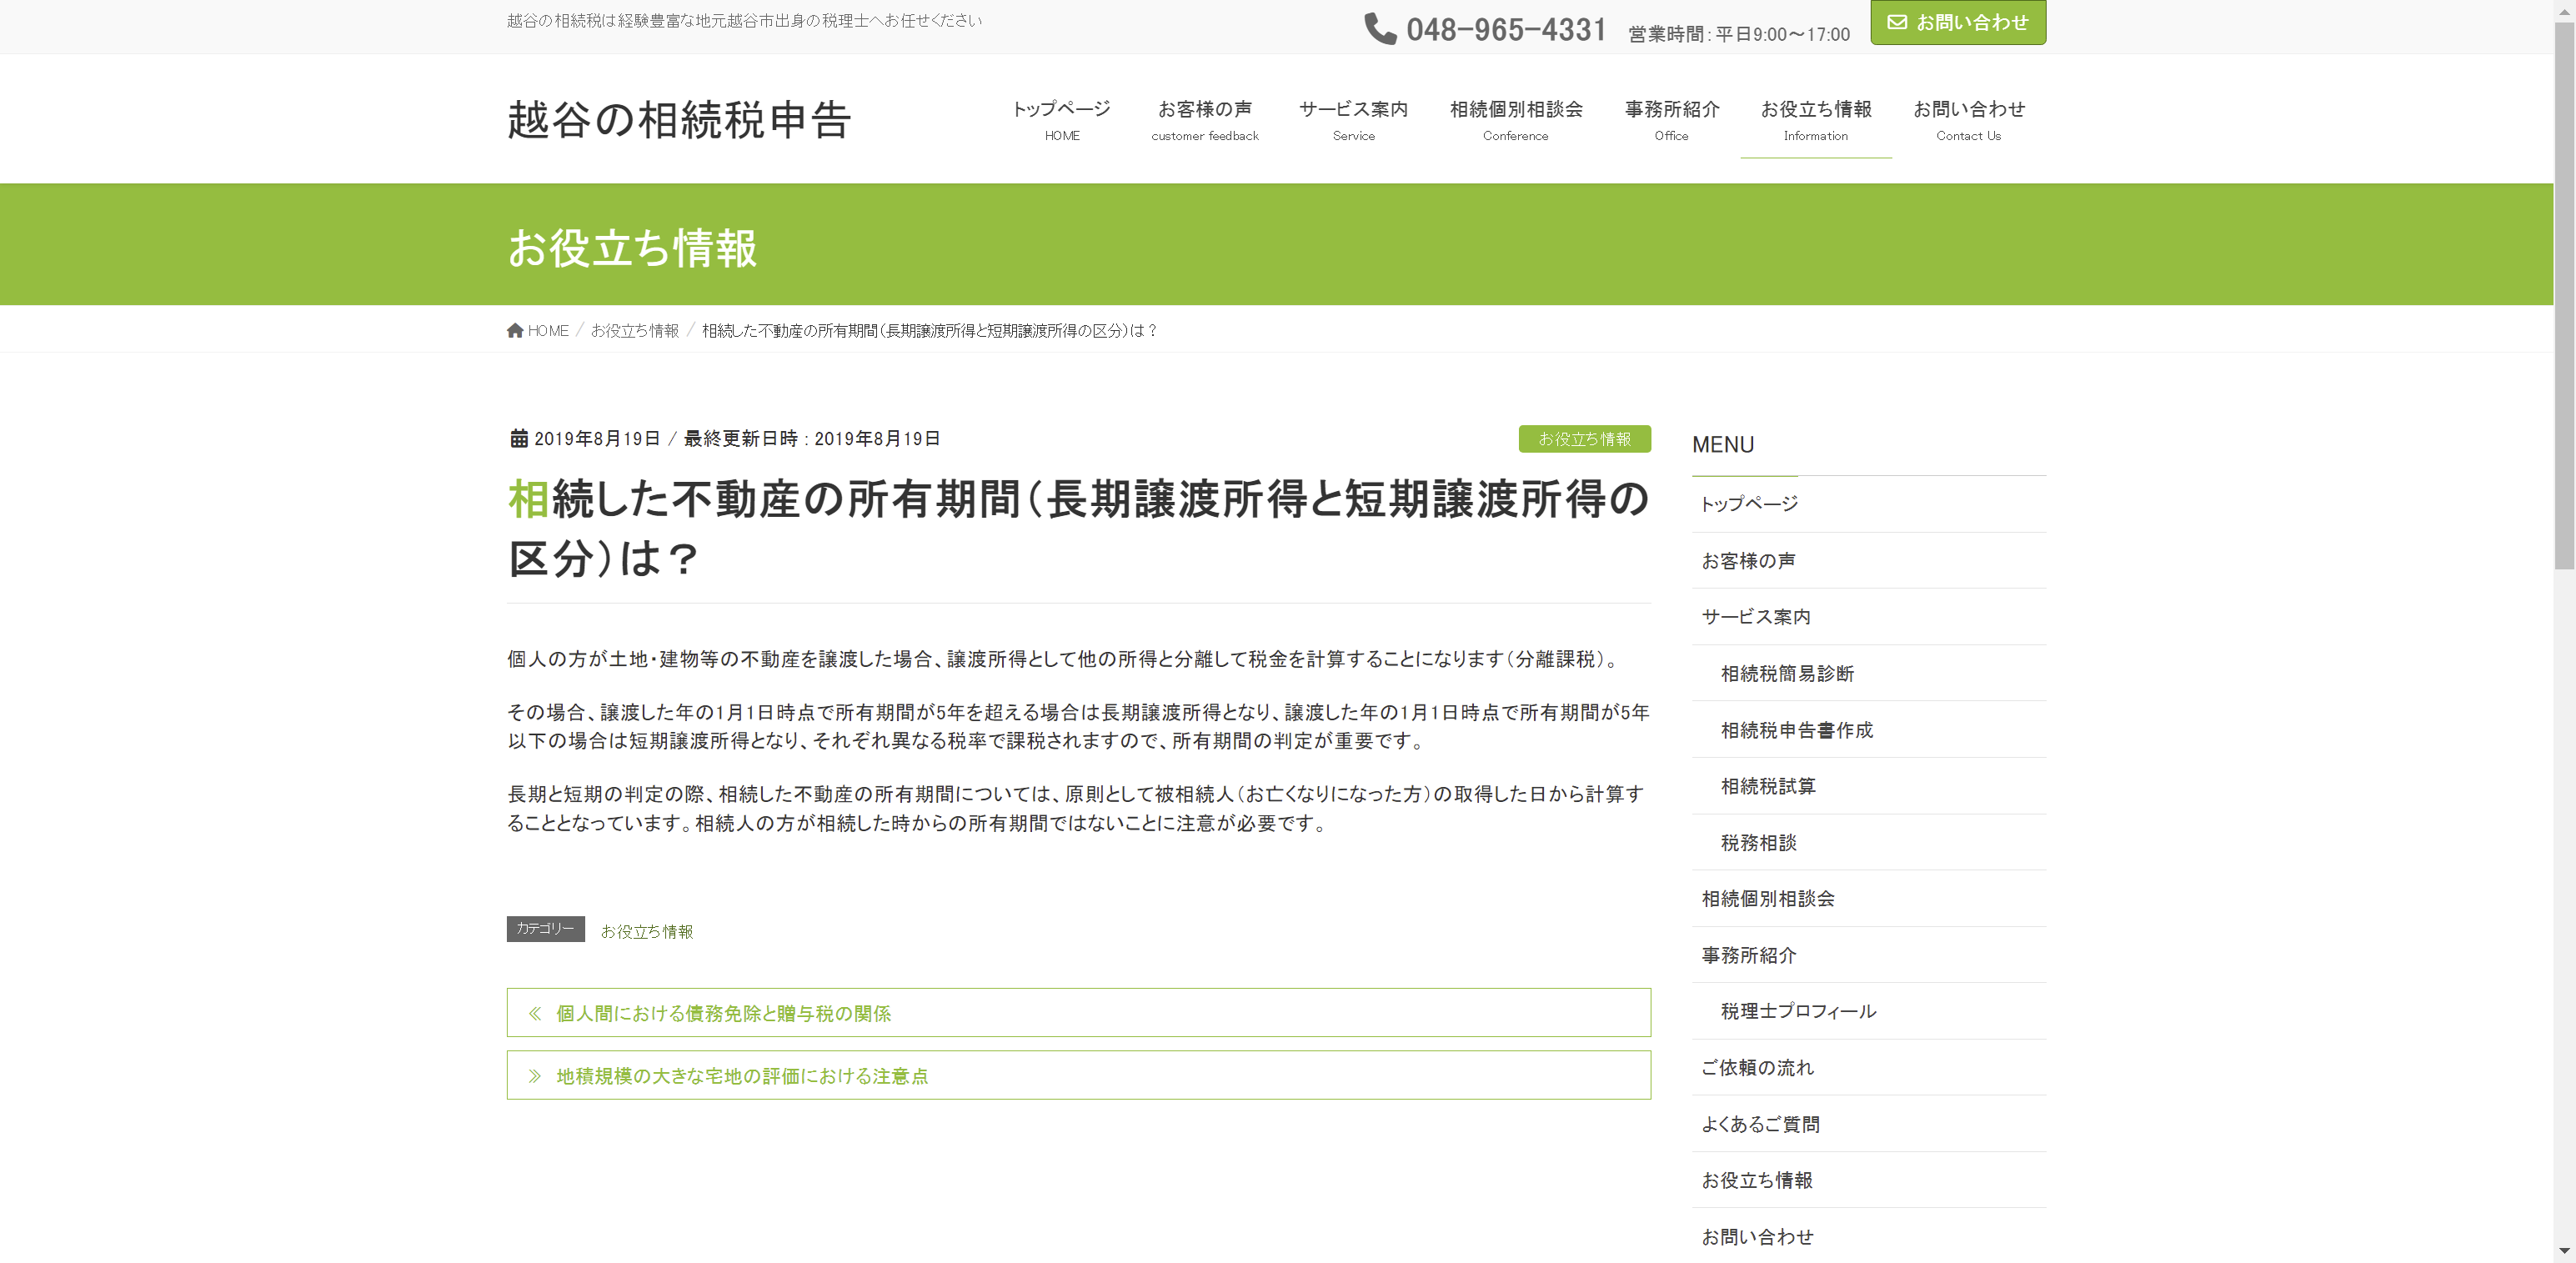 越谷の相続税は経験豊富な地元越谷市出身の税理士へお任せください
048-965-4331 営業時間：平日9:00～17:00 お問い合わせ
越谷の相続税申告
トップページ お客様の声 サービス案内 相続個別相談会 事務所紹介 お役立ち情報 お問い合わせ
HOME customer feedback Service Conference Office Information Contact Us
お役立ち情報
HOME / お役立ち情報 / 相続した不動産の所有期間（長期譲渡所得と短期譲渡所得の区分）は？
2019年8月19日 / 最終更新日時 : 2019年8月19日 お役立ち情報
相続した不動産の所有期間（長期譲渡所得と短期譲渡所得の
区分）は？
個人の方が土地・建物等の不動産を譲渡した場合、譲渡所得として他の所得と分離して税金を計算することになります（分離課税）。
その場合、譲渡した年の1月1日時点で所有期間が5年を超える場合は長期譲渡所得となり、譲渡した年の1月1日時点で所有期間が5年
以下の場合は短期譲渡所得となり、それぞれ異なる税率で課税されますので、所有期間の判定が重要です。
長期と短期の判定の際、相続した不動産の所有期間については、原則として被相続人（お亡くなりになった方）の取得した日から計算す
ることとなっています。相続人の方が相続した時からの所有期間ではないことに注意が必要です。
カテゴリー お役立ち情報
« 個人間における債務免除と贈与税の関係
» 地積規模の大きな宅地の評価における注意点
MENU
トップページ
お客様の声
サービス案内
相続税簡易診断
相続税申告書作成
相続税試算
税務相談
相続個別相談会
事務所紹介
税理士プロフィール
ご依頼の流れ
よくあるご質問
お役立ち情報
お問い合わせ